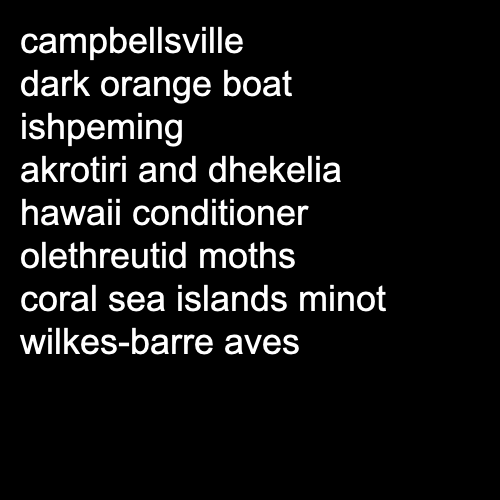 campbellsville
dark orange boat
ishpeming
akrotiri and dhekelia
hawaii conditioner
olethreutid moths
coral sea islands minot
wilkes-barre aves